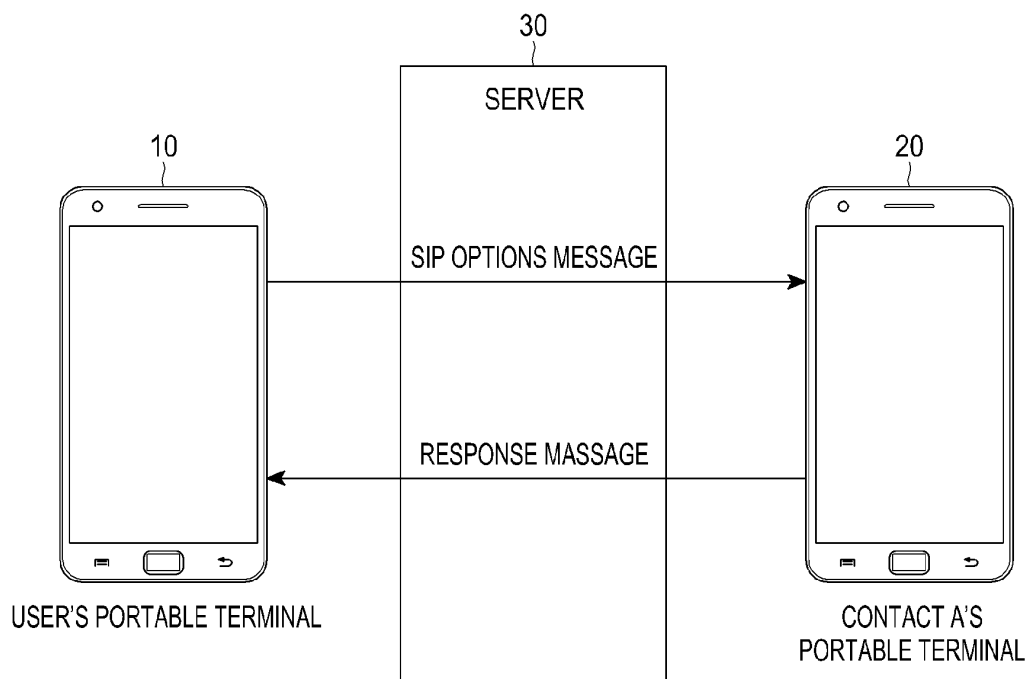 30
SERVER
10
20
SIP OPTIONS MESSAGE
RESPONSE MASSAGE
USER'S PORTABLE TERMINAL
CONTACT A'S
PORTABLE TERMINAL